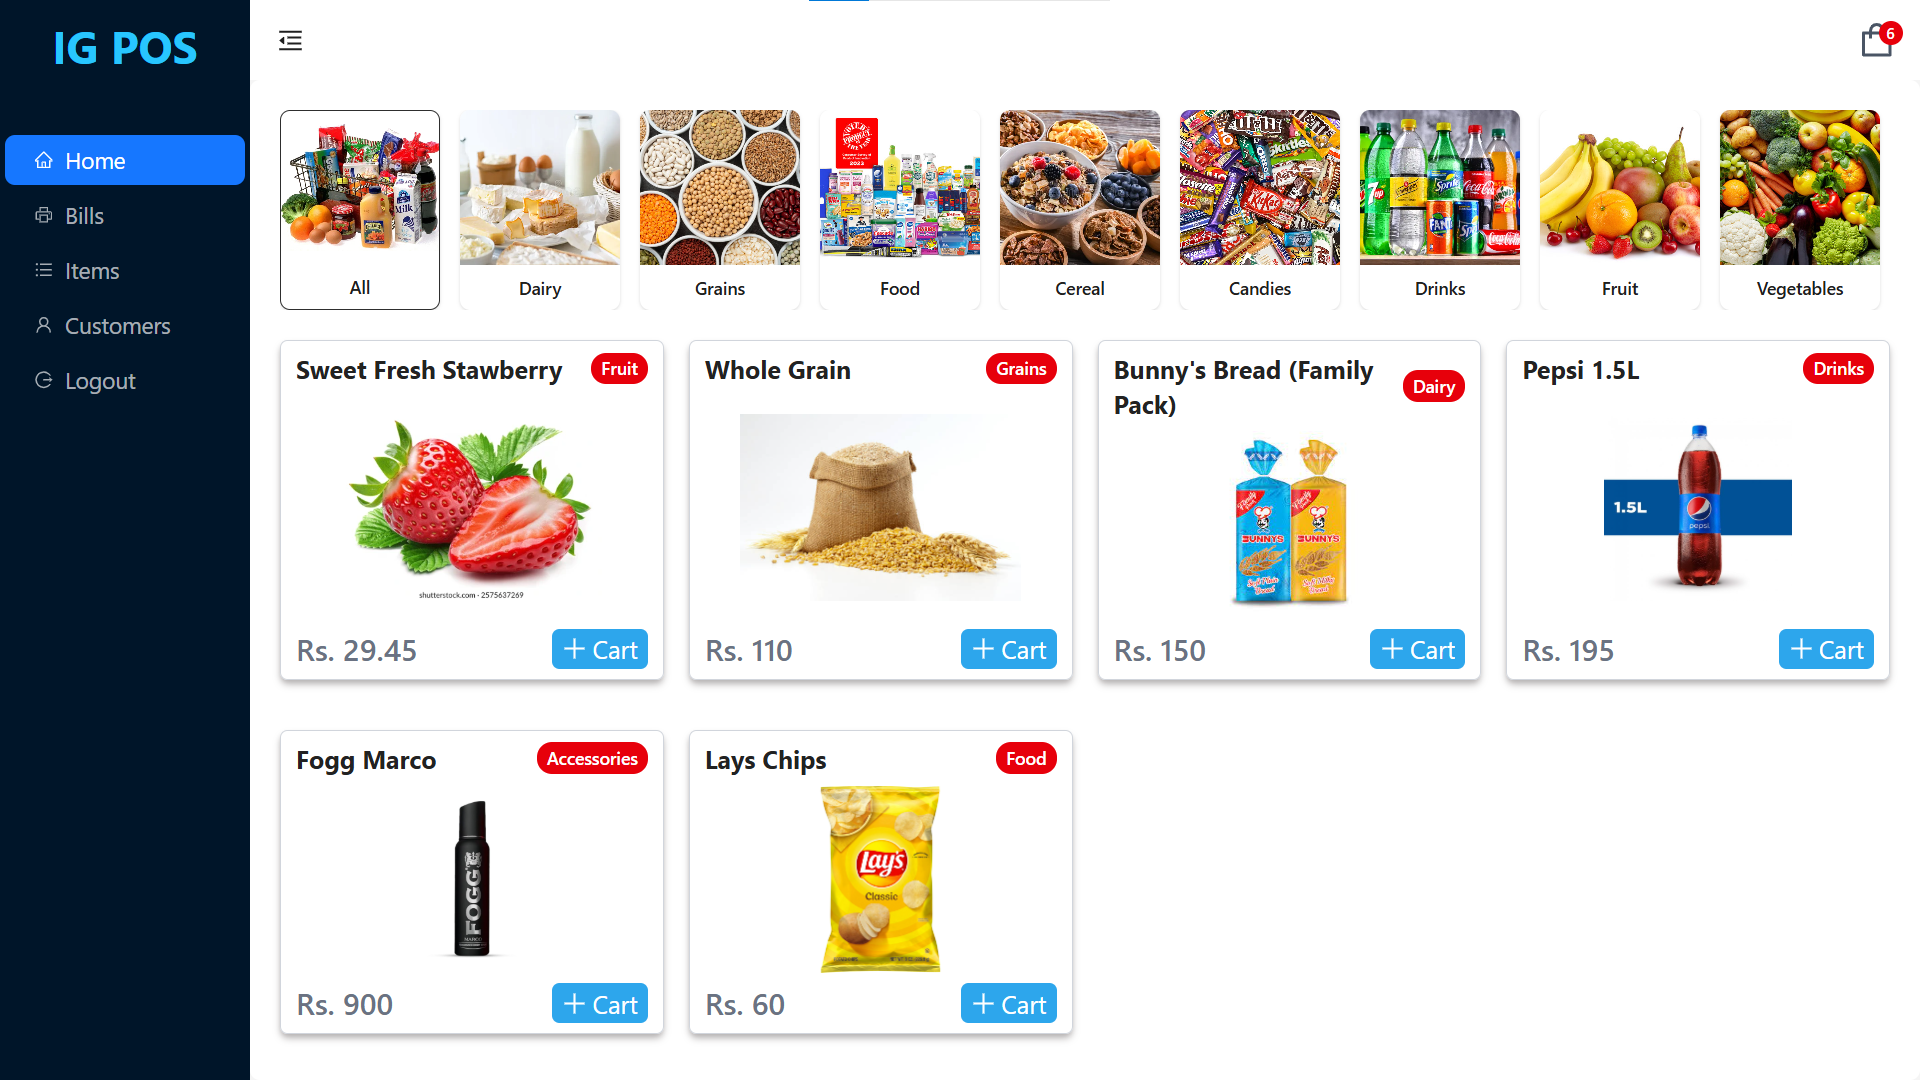 IG POS
6
Home
Bills
Items
Customers
Logout
All
Dairy
Grains
Food
Cereal
Candies
Drinks
Fruit
Vegetables
Sweet Fresh Stawberry
Fruit
shutterstock.com · 2575637269
Rs. 29.45
+ Cart
Whole Grain
Grains
Rs. 110
+ Cart
Bunny's Bread (Family
Pack)
Dairy
BUNNYS
BUNNYS
Rs. 150
+ Cart
Pepsi 1.5L
Drinks
1.5L
pepsi
Rs. 195
+ Cart
Fogg Marco
Accessories
FOGG
MARCO
Rs. 900
+ Cart
Lays Chips
Food
Lay's
Classic
Rs. 60
+ Cart